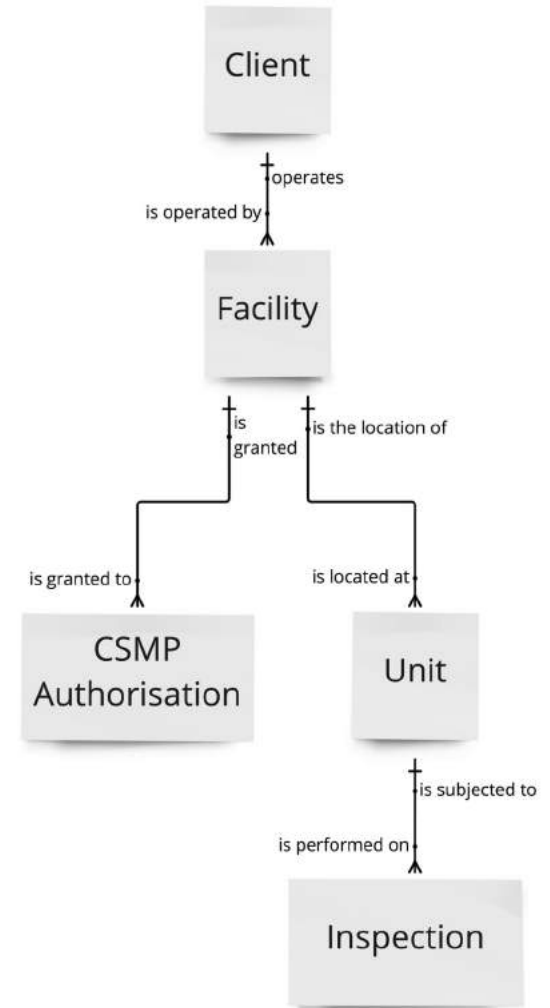 Client
operates
is operated by
Facility
is
granted
is the location of
is granted to
is located at
CSMP
Authorisation
Unit
is subjected to
is performed on
Inspection